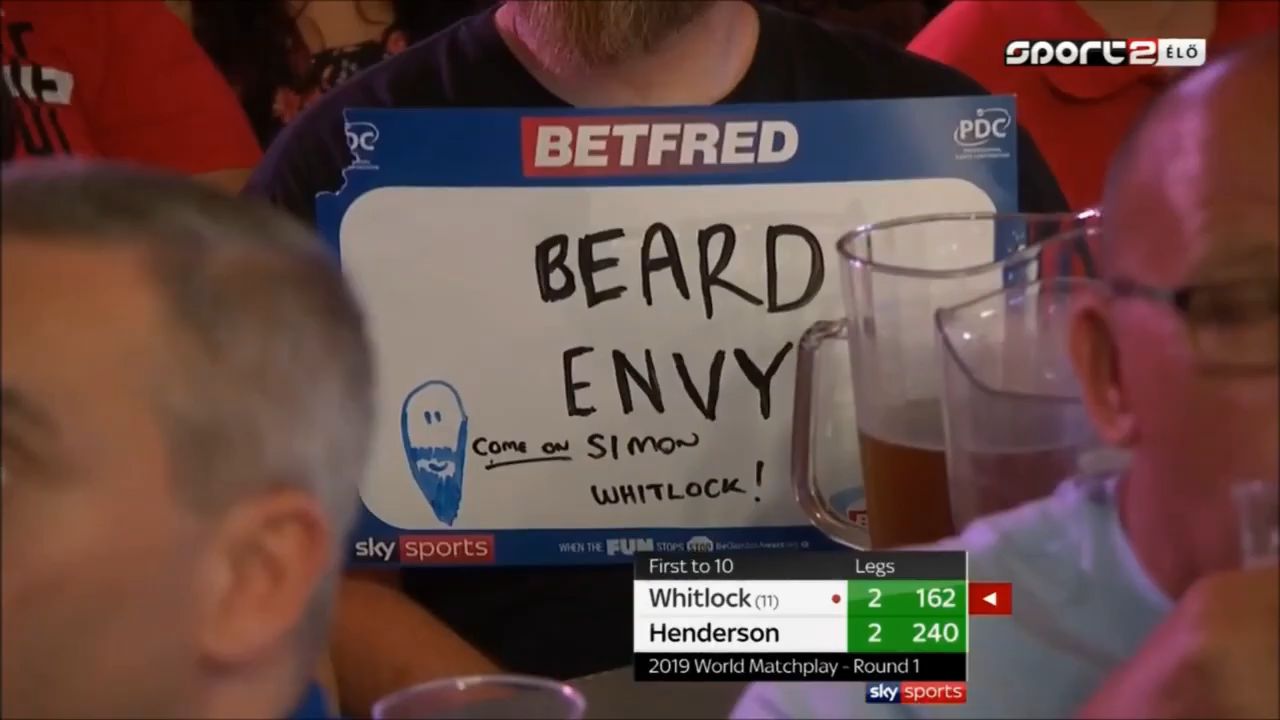 SPORT2 ÉLŐ
BETFRED
PDC
BEARD
ENVY
COME ON SIMON
WHITLOCK!
sky sports
WHEN THE FUN STOPS STOP
First to 10 Legs
Whitlock (11) 2 162
Henderson 2 240
2019 World Matchplay - Round 1
sky sports